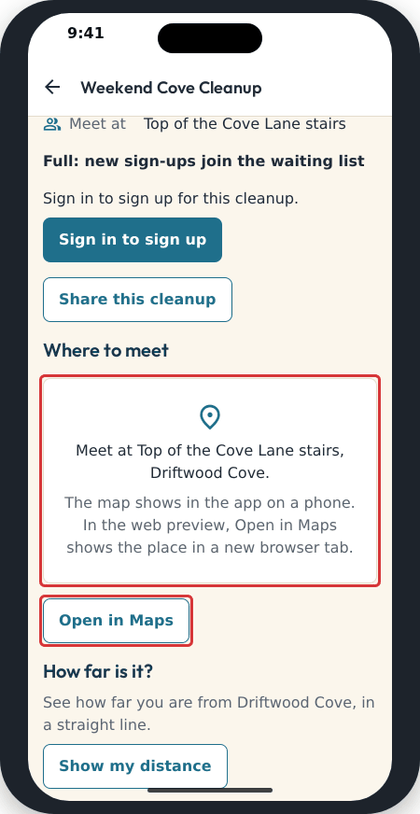 9:41
Weekend Cove Cleanup
Meet at Top of the Cove Lane stairs
Full: new sign-ups join the waiting list
Sign in to sign up for this cleanup.
Sign in to sign up
Share this cleanup
Where to meet
Meet at Top of the Cove Lane stairs,
Driftwood Cove.
The map shows in the app on a phone.
In the web preview, Open in Maps
shows the place in a new browser tab.
Open in Maps
How far is it?
See how far you are from Driftwood Cove, in
a straight line.
Show my distance